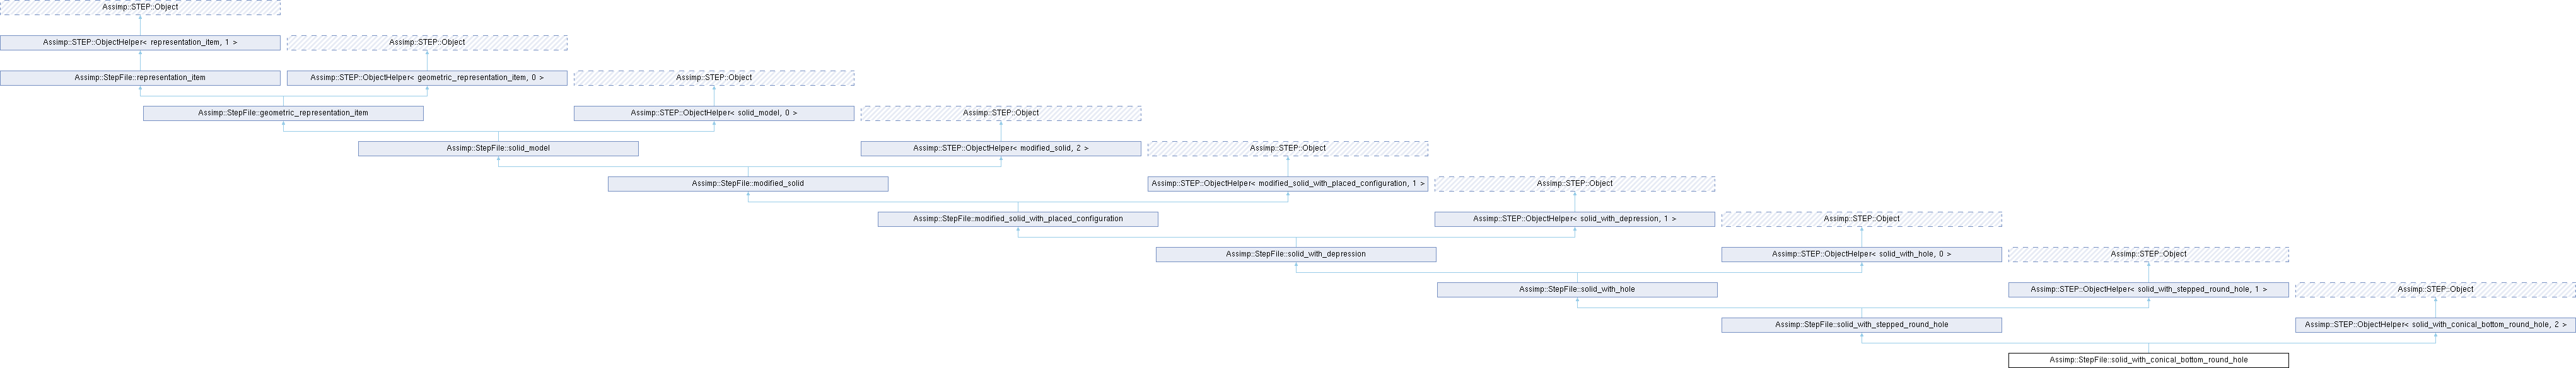 Assimp::STEP::Object
Assimp::STEP::ObjectHelper< representation_item, 1 >
Assimp::STEP::Object
Assimp::StepFile::representation_item
Assimp::STEP::ObjectHelper< geometric_representation_item, 0 >
Assimp::STEP::Object
Assimp::StepFile::geometric_representation_item
Assimp::STEP::ObjectHelper< solid_model, 0 >
Assimp::STEP::Object
Assimp::StepFile::solid_model
Assimp::STEP::ObjectHelper< modified_solid, 2 >
Assimp::STEP::Object
Assimp::StepFile::modified_solid
Assimp::STEP::ObjectHelper< modified_solid_with_placed_configuration, 1 >
Assimp::STEP::Object
Assimp::StepFile::modified_solid_with_placed_configuration
Assimp::STEP::ObjectHelper< solid_with_depression, 1 >
Assimp::STEP::Object
Assimp::StepFile::solid_with_depression
Assimp::STEP::ObjectHelper< solid_with_hole, 0 >
Assimp::STEP::Object
Assimp::StepFile::solid_with_hole
Assimp::STEP::ObjectHelper< solid_with_stepped_round_hole, 1 >
Assimp::STEP::Object
Assimp::StepFile::solid_with_stepped_round_hole
Assimp::STEP::ObjectHelper< solid_with_conical_bottom_round_hole, 2 >
Assimp::StepFile::solid_with_conical_bottom_round_hole